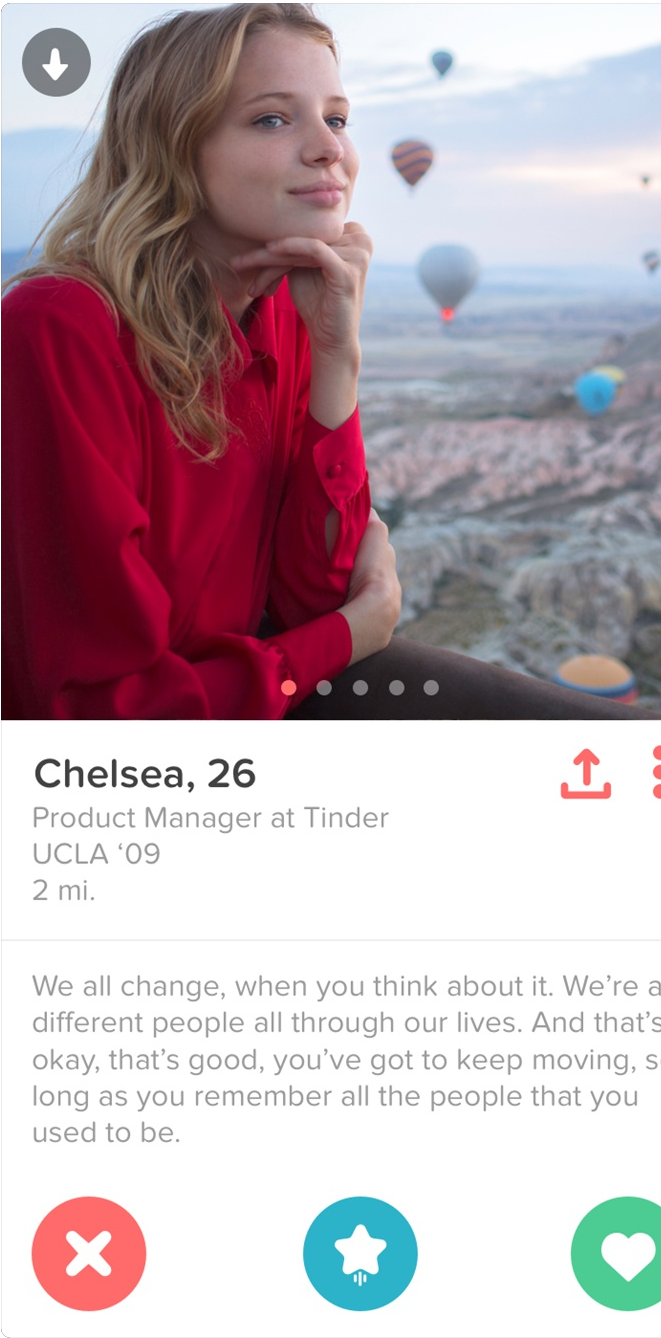 Chelsea, 26
Product Manager at Tinder
UCLA ‘09
2 mi.
We all change, when you think about it. We’re a
different people all through our lives. And that’s
okay, that’s good, you’ve got to keep moving, s
long as you remember all the people that you
used to be.